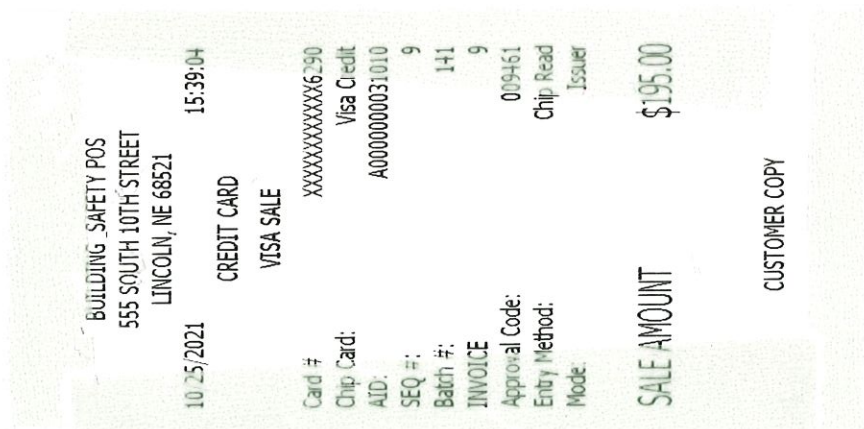 BUILDING_SAFETY POS
555 SOUTH 10TH STREET
LINCOLN, NE 68521
10/25/2021 15:39:04
CREDIT CARD
VISA SALE
Card # XXXXXXXXXXXX6290
Chip Card: Visa Credit
AID: A0000000031010
SEQ #: 9
Batch #: 141
INVOICE 9
Approval Code: 009461
Entry Method: Chip Read
Mode: Issuer
SALE AMOUNT $195.00
CUSTOMER COPY